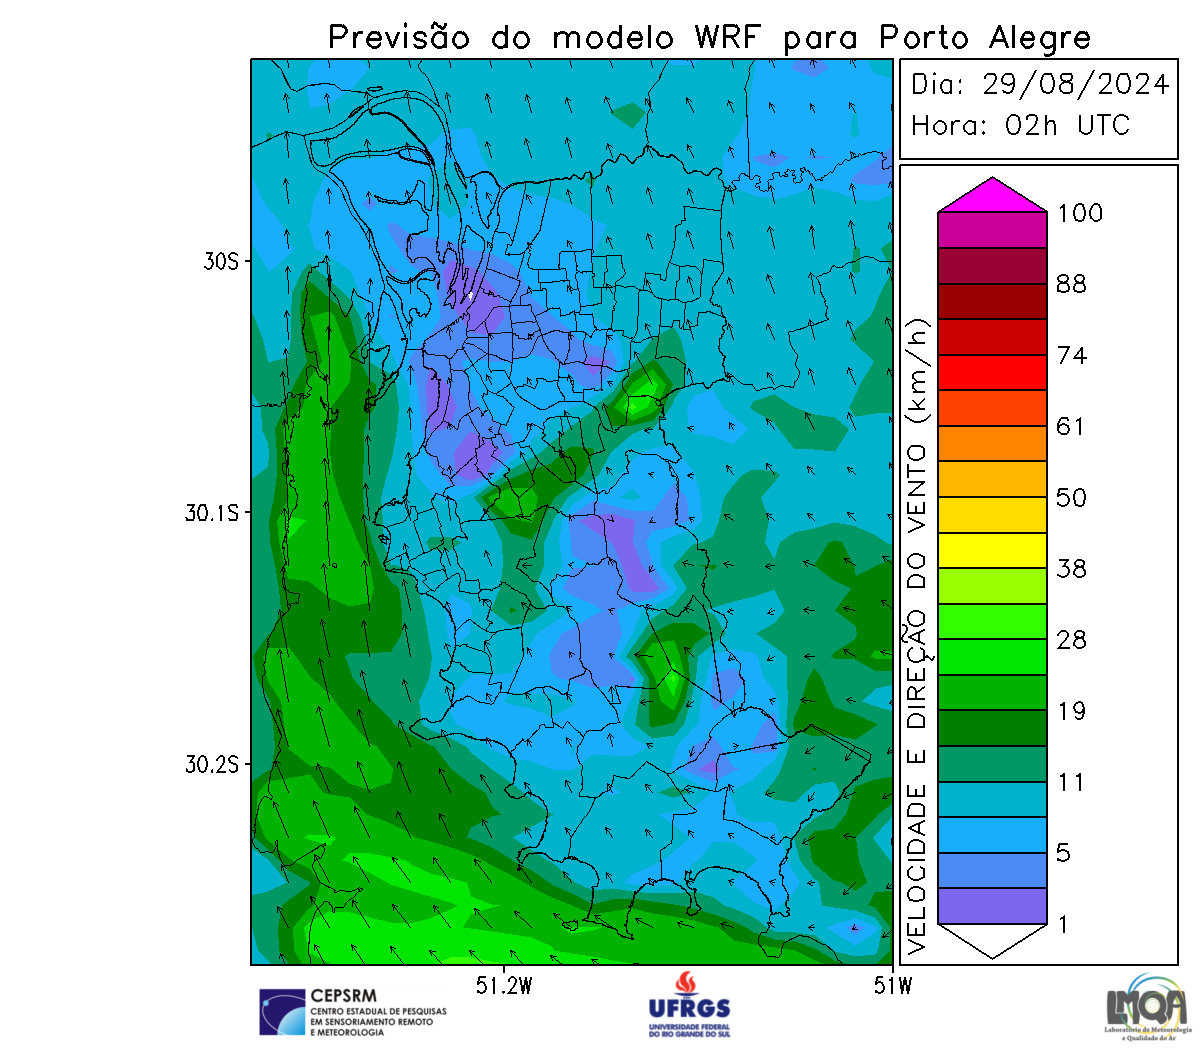 Previsão do modelo WRF para Porto Alegre
Dia: 29/08/2024
Hora: 02h UTC
30S
30.1S
30.2S
51.2W
51W
VELOCIDADE E DIREÇÃO DO VENTO (km/h)
100
88
74
61
50
38
28
19
11
5
1
CEPSRM
CENTRO ESTADUAL DE PESQUISAS
EM SENSORIAMENTO REMOTO
E METEOROLOGIA
UFRGS
UNIVERSIDADE FEDERAL
DO RIO GRANDE DO SUL
LMQA
Laboratório de Meteorologia
e Qualidade do Ar